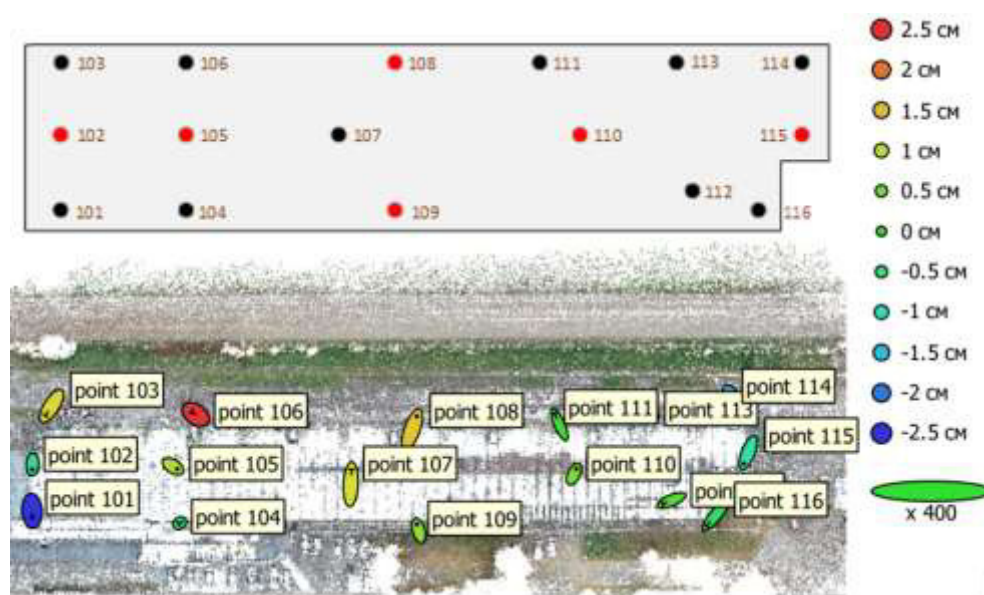 103
106
108
111
113
114
102
105
107
110
115
101
104
109
112
116
2.5 см
2 см
1.5 см
1 см
0.5 см
0 см
-0.5 см
-1 см
-1.5 см
-2 см
-2.5 см
x 400
point 103
point 106
point 108
point 111
point 113
point 114
point 102
point 105
point 107
point 110
point 115
point 101
point 104
point 109
point 116